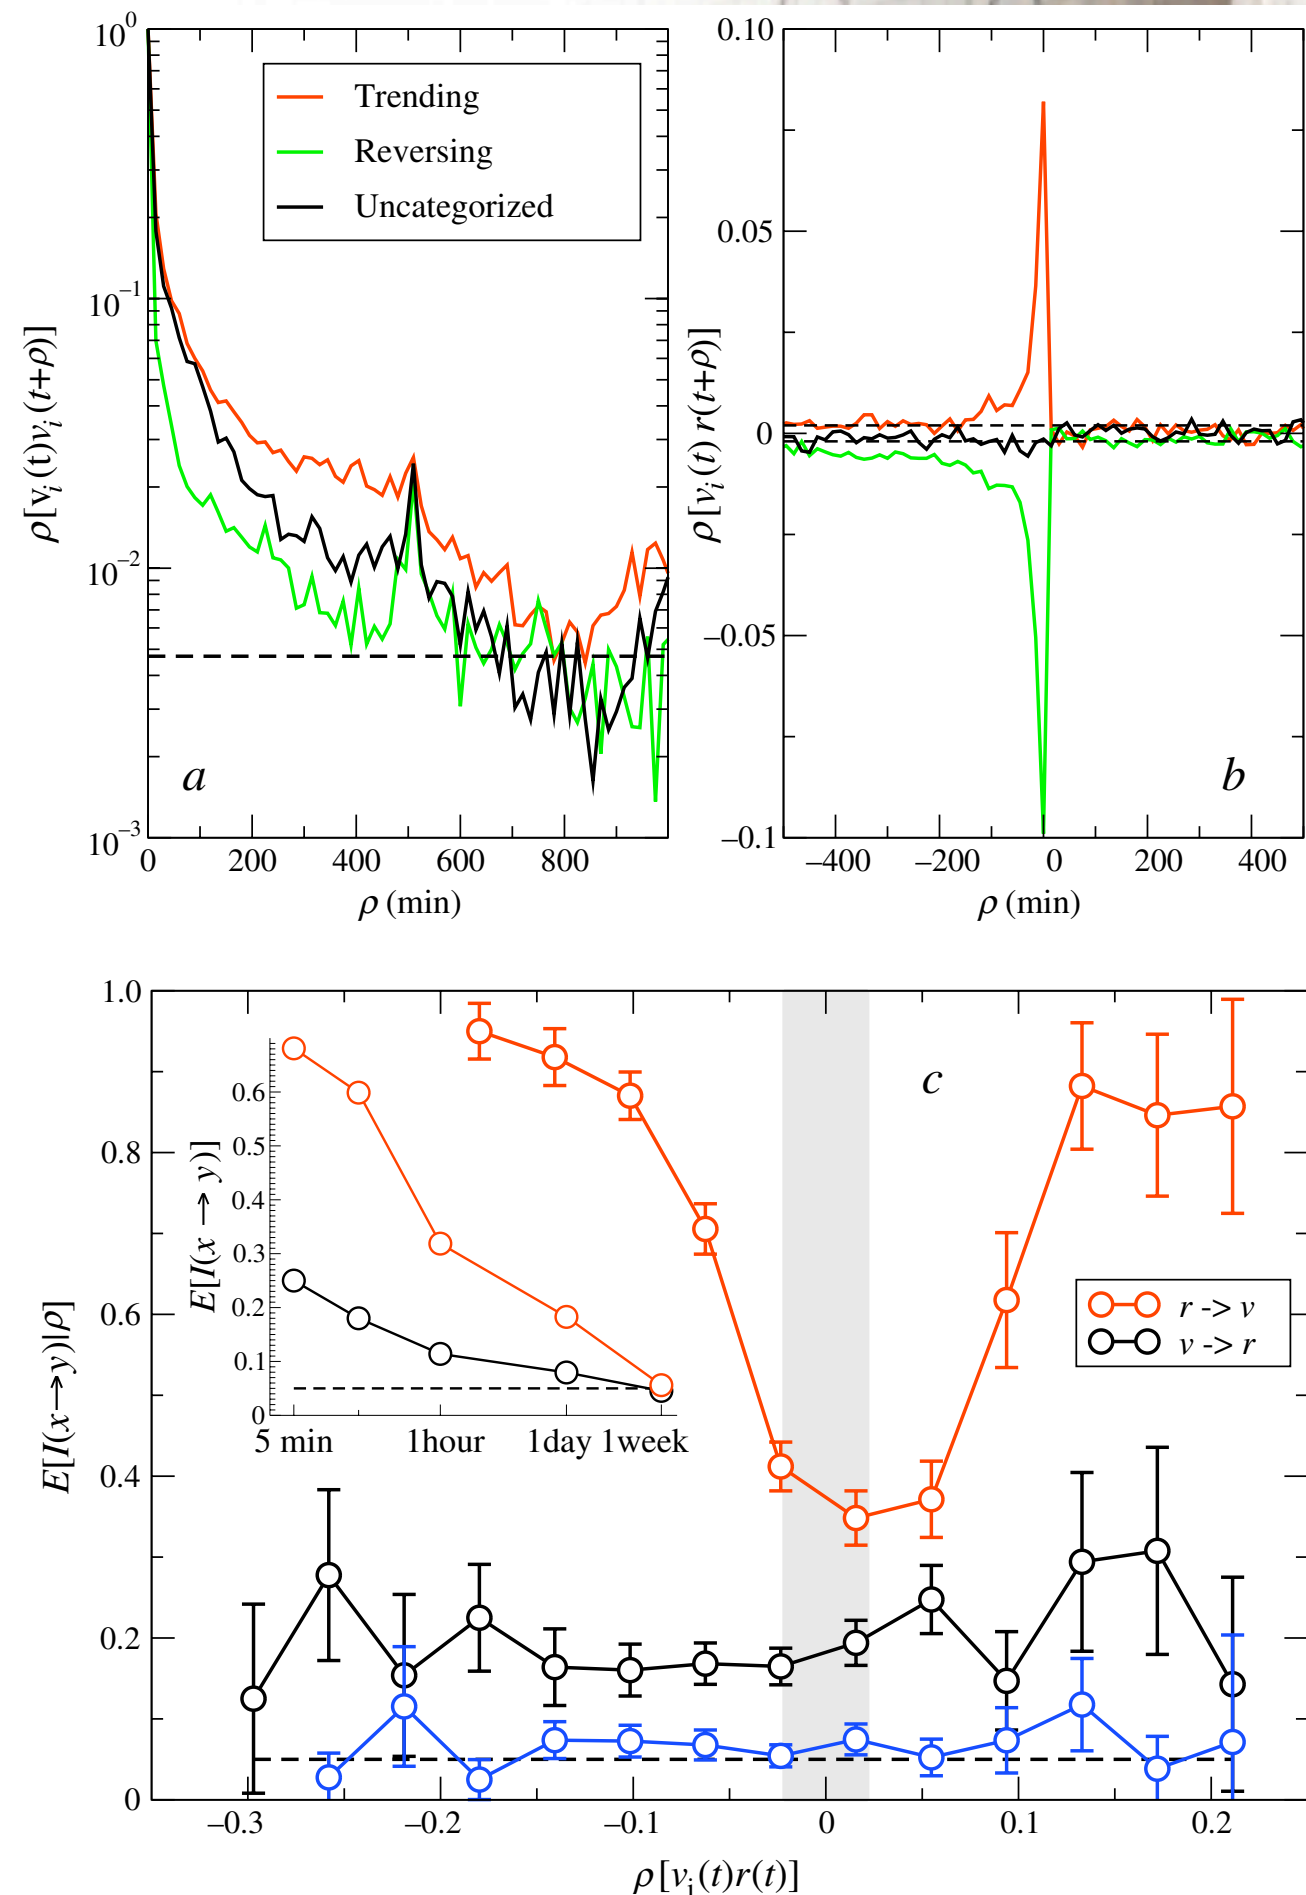 10⁰
10⁻¹
10⁻²
10⁻³
ρ[v_i(t)v_i(t+ρ)]
Trending
Reversing
Uncategorized
a
0 200 400 600 800
ρ (min)
0.10
0.05
0
−0.05
−0.1
ρ[v_i(t) r(t+ρ)]
b
−400 −200 0 200 400
ρ (min)
1.0
0.8
0.6
0.4
0.2
0
E[I(x→y)|ρ]
c
0.6
0.5
0.4
0.3
0.2
0.1
0
E[I(x → y)]
5 min 1hour 1day 1week
r -> v
v -> r
−0.3 −0.2 −0.1 0 0.1 0.2
ρ[v_i(t)r(t)]